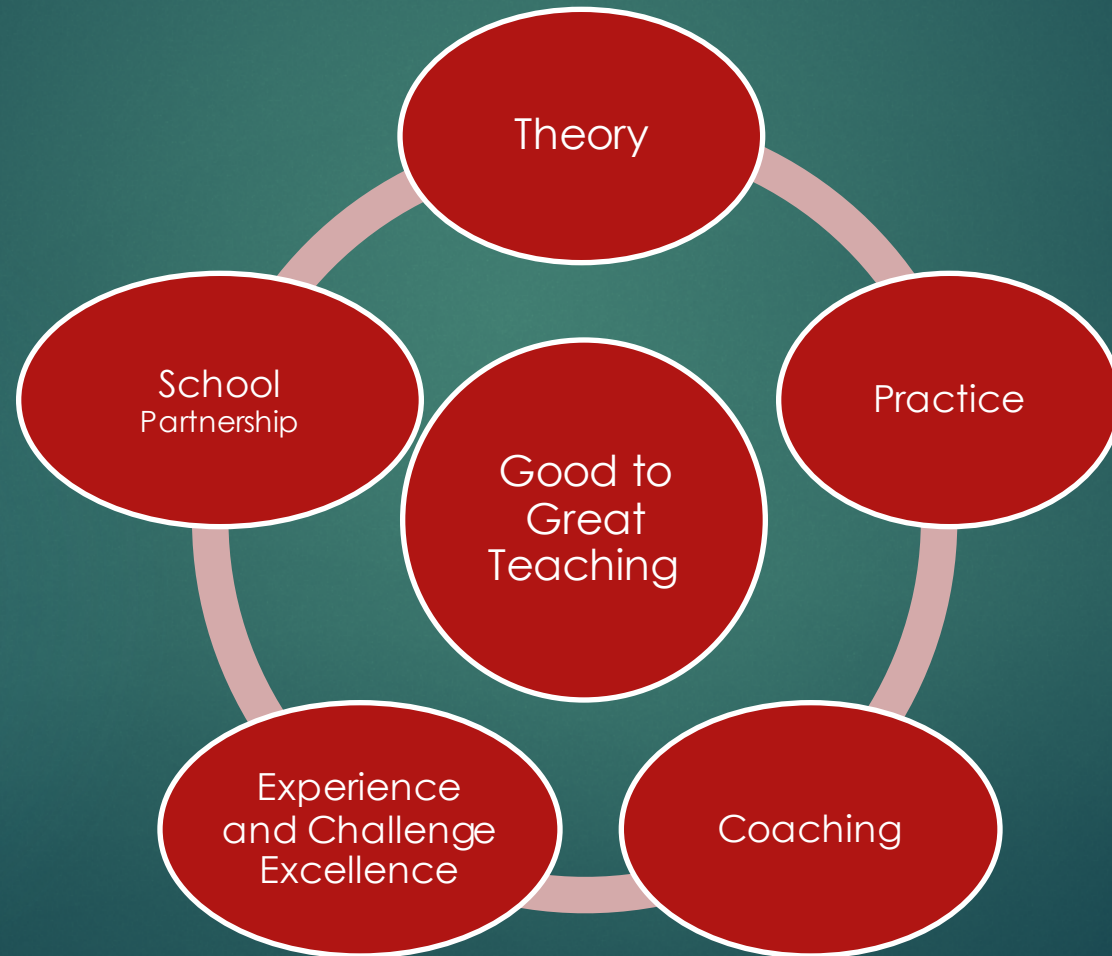 Theory
School
Partnership
Practice
Good to
Great
Teaching
Experience
and Challenge
Excellence
Coaching